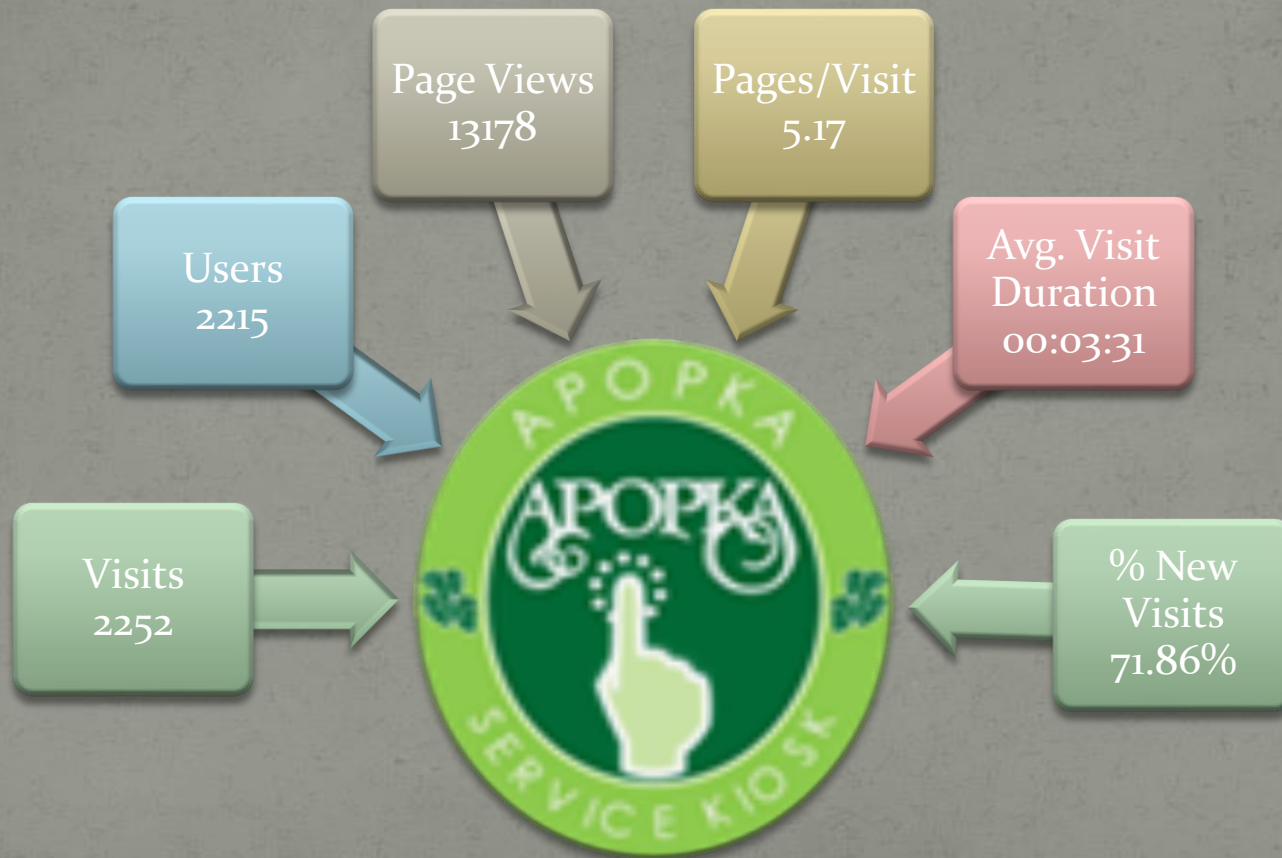 Page Views
13178
Pages/Visit
5.17
Users
2215
Avg. Visit
Duration
00:03:31
Visits
2252
% New
Visits
71.86%
APOPKA
APOPKA
SERVICE KIOSK